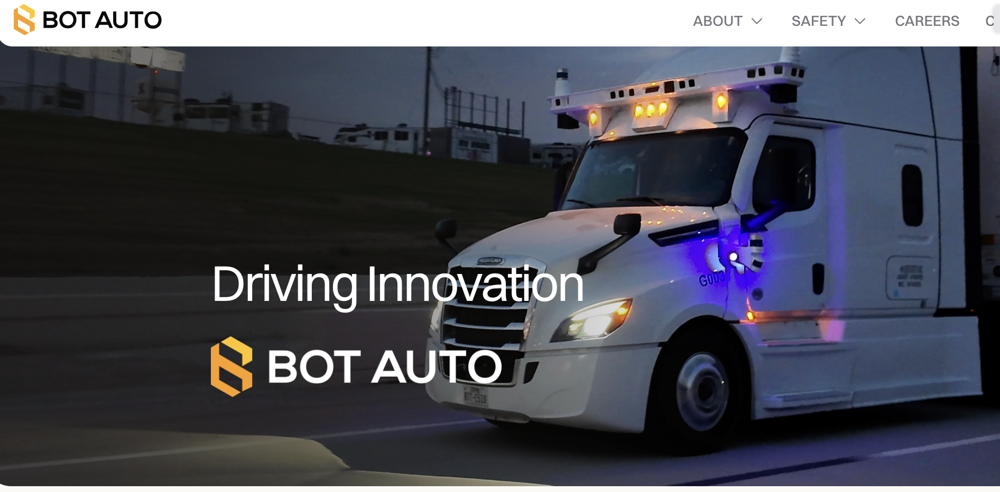 BOT AUTO
ABOUT
SAFETY
CAREERS
Driving Innovation
BOT AUTO